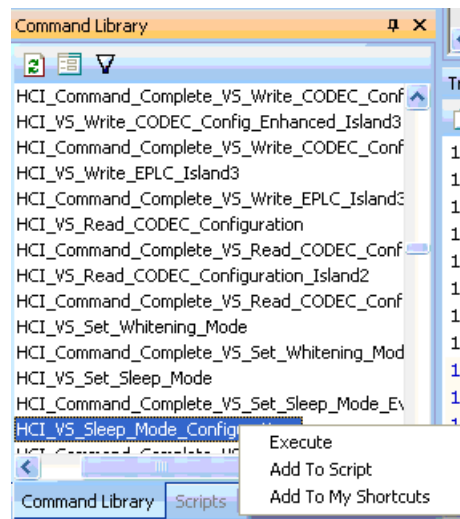 Command Library
HCI_Command_Complete_VS_Write_CODEC_Conf
HCI_VS_Write_CODEC_Config_Enhanced_Island3
HCI_Command_Complete_VS_Write_CODEC_Conf
HCI_VS_Write_EPLC_Island3
HCI_Command_Complete_VS_Write_EPLC_Island3
HCI_VS_Read_CODEC_Configuration
HCI_Command_Complete_VS_Read_CODEC_Conf
HCI_VS_Read_CODEC_Configuration_Island2
HCI_Command_Complete_VS_Read_CODEC_Conf
HCI_VS_Set_Whitening_Mode
HCI_Command_Complete_VS_Set_Whitening_Mod
HCI_VS_Set_Sleep_Mode
HCI_Command_Complete_VS_Set_Sleep_Mode_Ev
Execute
Add To Script
Add To My Shortcuts
Command Library Scripts